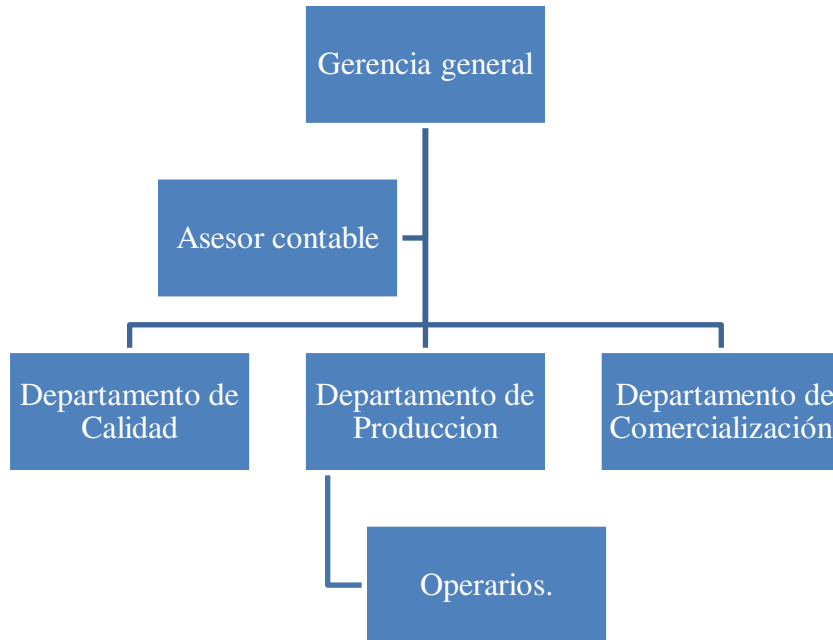 Gerencia general
Asesor contable
Departamento de
Calidad
Departamento de
Produccion
Departamento de
Comercialización
Operarios.